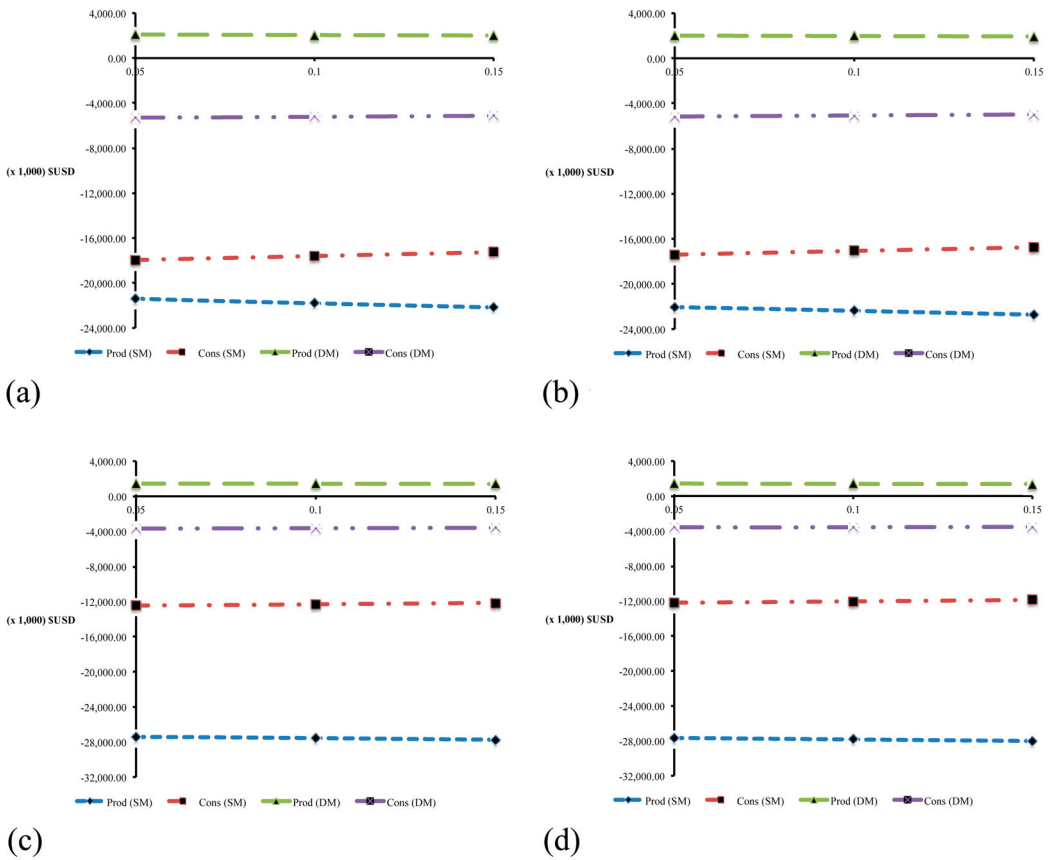 4,000.00
0.00
-4,000.00
-8,000.00
-12,000.00
-16,000.00
-20,000.00
-24,000.00
0.05 0.1 0.15
(x 1,000) $USD
Prod (SM) Cons (SM) Prod (DM) Cons (DM)
(a)
4,000.00
0.00
-4,000.00
-8,000.00
-12,000.00
-16,000.00
-20,000.00
-24,000.00
0.05 0.1 0.15
(x 1,000) $USD
Prod (SM) Cons (SM) Prod (DM) Cons (DM)
(b)
4,000.00
0.00
-4,000.00
-8,000.00
-12,000.00
-16,000.00
-20,000.00
-24,000.00
-28,000.00
-32,000.00
0.05 0.1 0.15
(x 1,000) $USD
Prod (SM) Cons (SM) Prod (DM) Cons (DM)
(c)
4,000.00
0.00
-4,000.00
-8,000.00
-12,000.00
-16,000.00
-20,000.00
-24,000.00
-28,000.00
-32,000.00
0.05 0.1 0.15
(x 1,000) $USD
Prod (SM) Cons (SM) Prod (DM) Cons (DM)
(d)